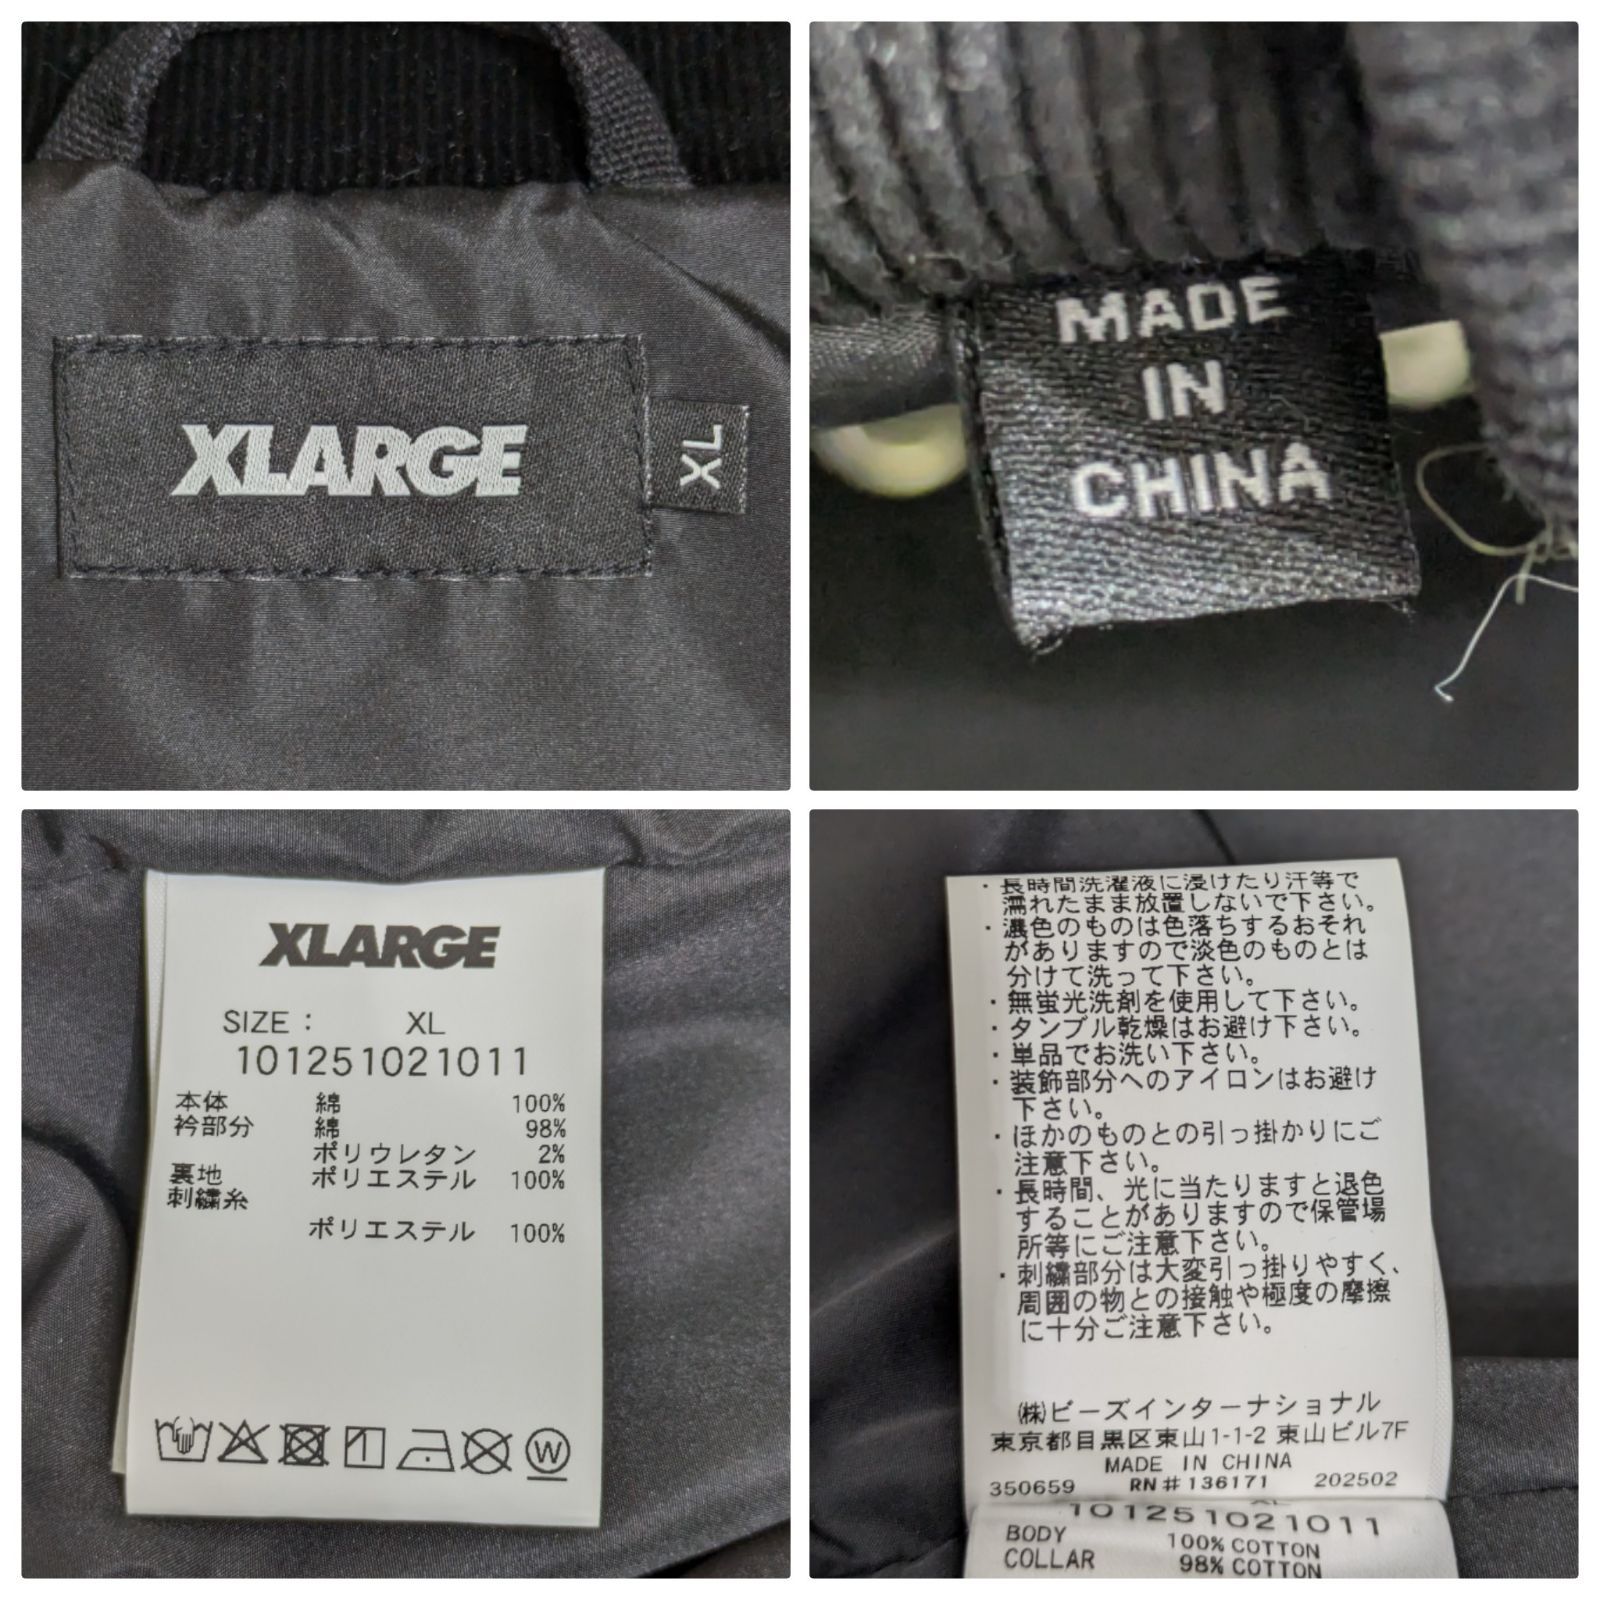 XLARGE
XL
MADE
IN
CHINA
XLARGE
SIZE : XL
101251021011
本体 綿 100%
衿部分 綿 98%
ポリウレタン 2%
裏地 ポリエステル 100%
刺繍糸
ポリエステル 100%
W
・長時間洗濯液に浸けたり汗等で
濡れたまま放置しないで下さい。
・濃色のものは色落ちするおそれ
がありますので淡色のものとは
分けて洗って下さい。
・無蛍光洗剤を使用して下さい。
・タンブル乾燥はお避け下さい。
・単品でお洗い下さい。
・装飾部分へのアイロンはお避け
下さい。
・ほかのものとの引っ掛かりにご
注意下さい。
・長時間、光に当たりますと退色
することがありますので保管場
所等にご注意下さい。
・刺繍部分は大変引っ掛りやすく、
周囲の物との接触や極度の摩擦
に十分ご注意下さい。
㈱ビーズインターナショナル
東京都目黒区東山1-1-2 東山ビル7F
MADE IN CHINA
350659 RN#136171 202502
XL
101251021011
BODY 100% COTTON
COLLAR 98% COTTON